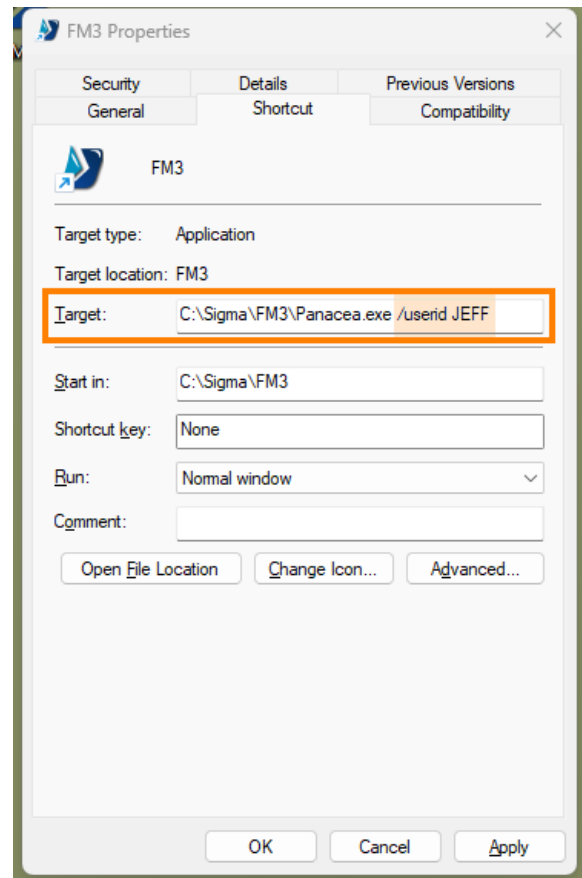 FM3 Properties
Security Details Previous Versions
General Shortcut Compatibility
FM3
Target type: Application
Target location: FM3
Target: C:\Sigma\FM3\Panacea.exe /userid JEFF
Start in: C:\Sigma\FM3
Shortcut key: None
Run: Normal window
Comment:
Open File Location Change Icon... Advanced...
OK Cancel Apply